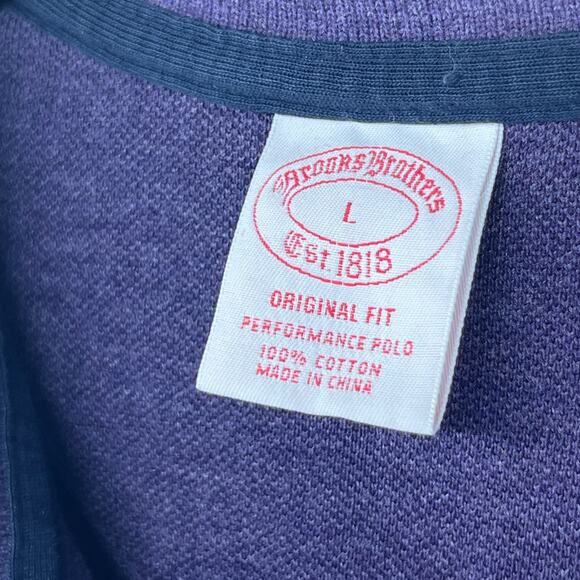 Brooks Brothers
L
Est. 1818
ORIGINAL FIT
PERFORMANCE POLO
100% COTTON
MADE IN CHINA